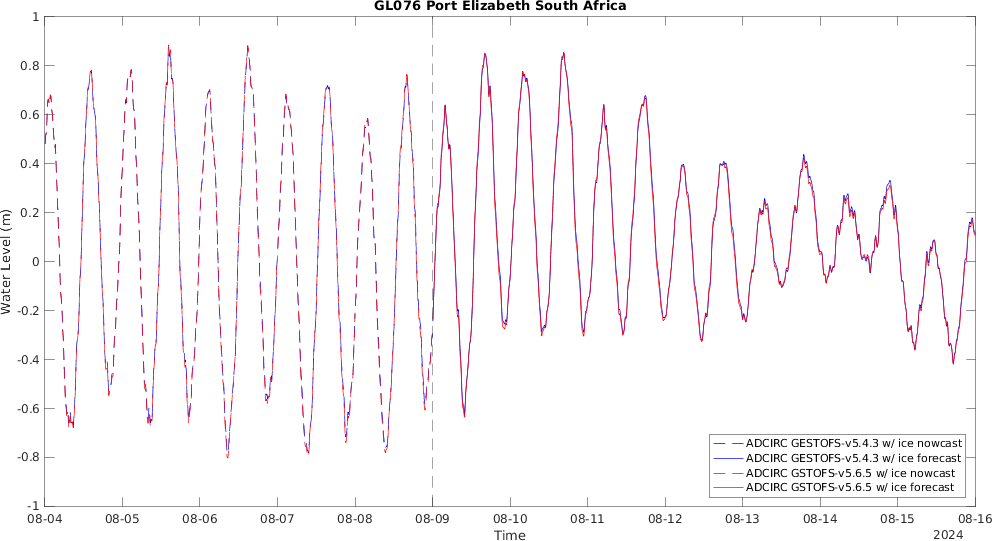 GL076 Port Elizabeth South Africa
1
0.8
0.6
0.4
0.2
0
-0.2
-0.4
-0.6
-0.8
-1
Water Level (m)
ADCIRC GESTOFS-v5.4.3 w/ ice nowcast
ADCIRC GESTOFS-v5.4.3 w/ ice forecast
ADCIRC GSTOFS-v5.6.5 w/ ice nowcast
ADCIRC GSTOFS-v5.6.5 w/ ice forecast
08-04 08-05 08-06 08-07 08-08 08-09 08-10 08-11 08-12 08-13 08-14 08-15 08-16
Time
2024